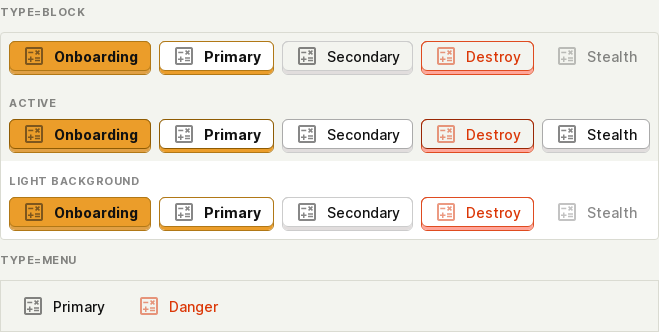 TYPE=BLOCK
Onboarding Primary Secondary Destroy Stealth
ACTIVE
Onboarding Primary Secondary Destroy Stealth
LIGHT BACKGROUND
Onboarding Primary Secondary Destroy Stealth
TYPE=MENU
Primary Danger